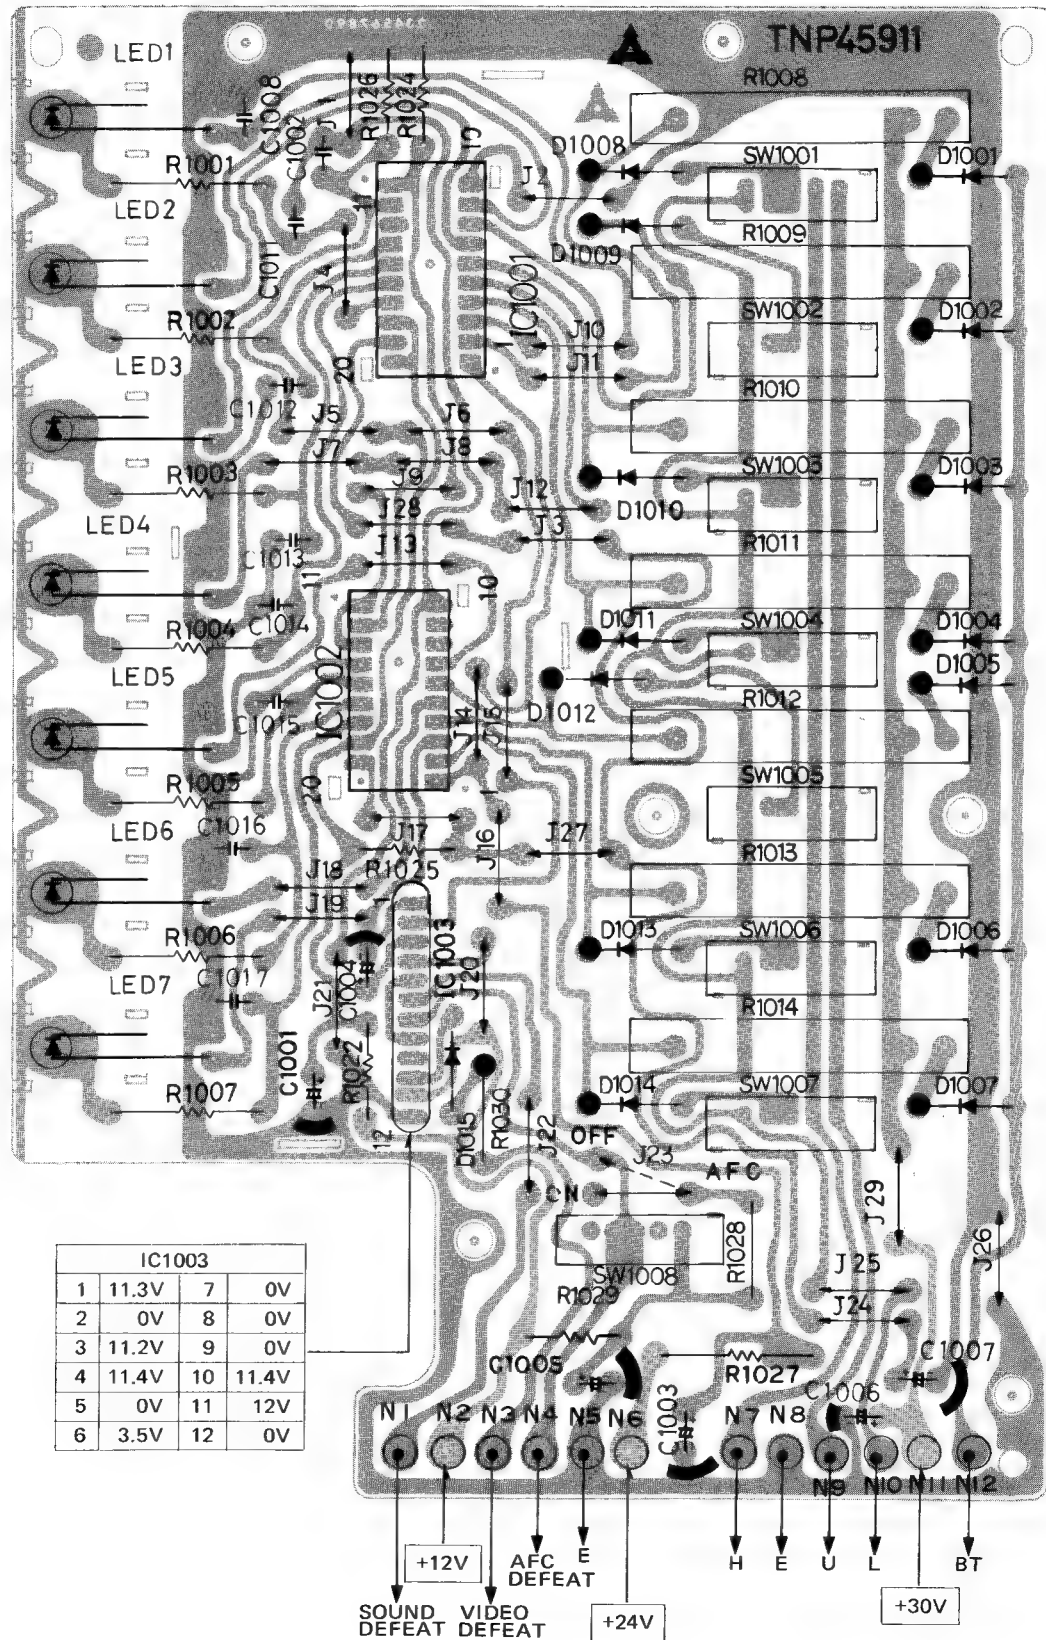 TNP45911
LED1
R1008
C1008
C1002
J1
R1026
R1024
10
D1008
SW1001
D1001
R1001
LED2
11
J2
R1009
D1009
C1011
J4
IC1001
SW1002
D1002
R1002
J10
1
LED3
20
J11
R1010
C1012
J5
J6
J7
J8
SW1003
D1003
R1003
J9
J12
D1010
LED4
J28
J3
R1011
C1013
J13
11
10
C1014
D1011
SW1004
D1004
R1004
D1005
LED5
IC1002
R1012
C1015
J14
J15
D1012
SW1005
R1005
20
1
LED6
C1016
J17
J16
J27
R1013
J18
R1025
J19
1
R1006
IC1003
D1013
SW1006
D1006
C1017
C1004
J20
LED7
J21
R1014
C1001
R1022
R1007
12
D1015
R1030
J22
D1014
SW1007
D1007
OFF
J23
AFC
ON
J29
J26
R1028
SW1008
R1029
J25
J24
C1005
R1027
C1007
C1006
C1003
IC1003
1 11.3V 7 0V
2 0V 8 0V
3 11.2V 9 0V
4 11.4V 10 11.4V
5 0V 11 12V
6 3.5V 12 0V
N1 N2 N3 N4 N5 N6 N7 N8
N9 N10 N11 N12
+12V
AFC
DEFEAT
E
H E U L BT
SOUND
DEFEAT
VIDEO
DEFEAT
+24V
+30V